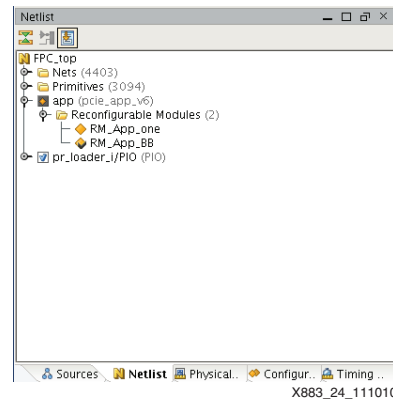 Netlist
FPC_top
Nets (4403)
Primitives (3094)
app (pcie_app_v6)
Reconfigurable Modules (2)
RM_App_one
RM_App_BB
pr_loader_i/PIO (PIO)
Sources Netlist Physical.. Configur.. Timing ..
X883_24_111010